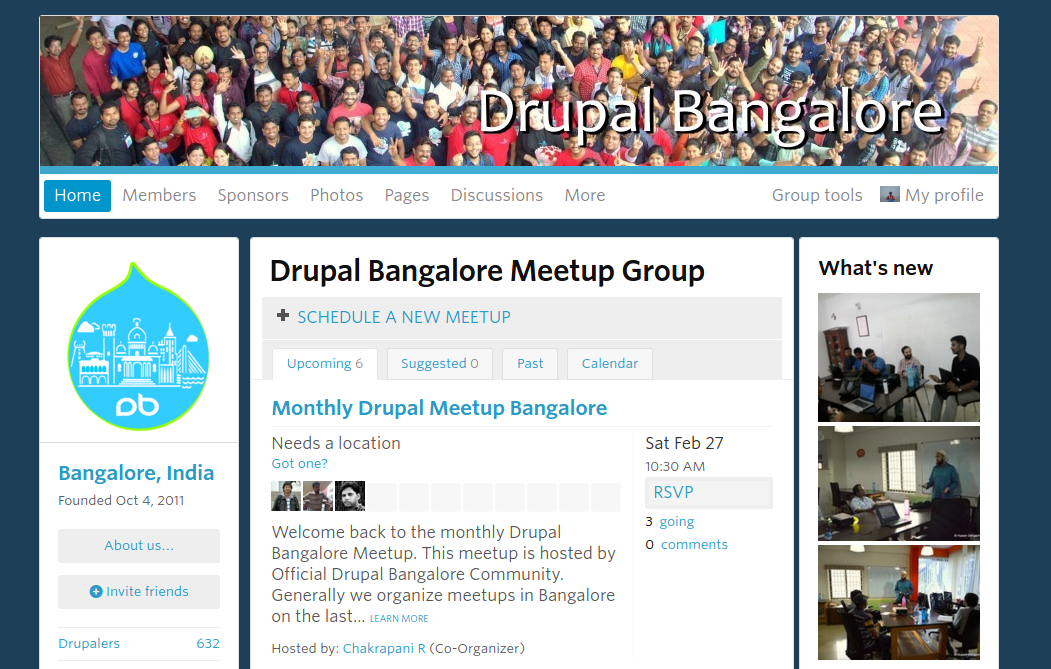 Drupal Bangalore
Home Members Sponsors Photos Pages Discussions More Group tools My profile
Bangalore, India
Founded Oct 4, 2011
About us...
Invite friends
Drupalers 632
Drupal Bangalore Meetup Group
SCHEDULE A NEW MEETUP
Upcoming 6 Suggested 0 Past Calendar
Monthly Drupal Meetup Bangalore
Needs a location
Got one?
Welcome back to the monthly Drupal
Bangalore Meetup. This meetup is hosted by
Official Drupal Bangalore Community.
Generally we organize meetups in Bangalore
on the last... LEARN MORE
Hosted by: Chakrapani R (Co-Organizer)
Sat Feb 27
10:30 AM
RSVP
3 going
0 comments
What's new